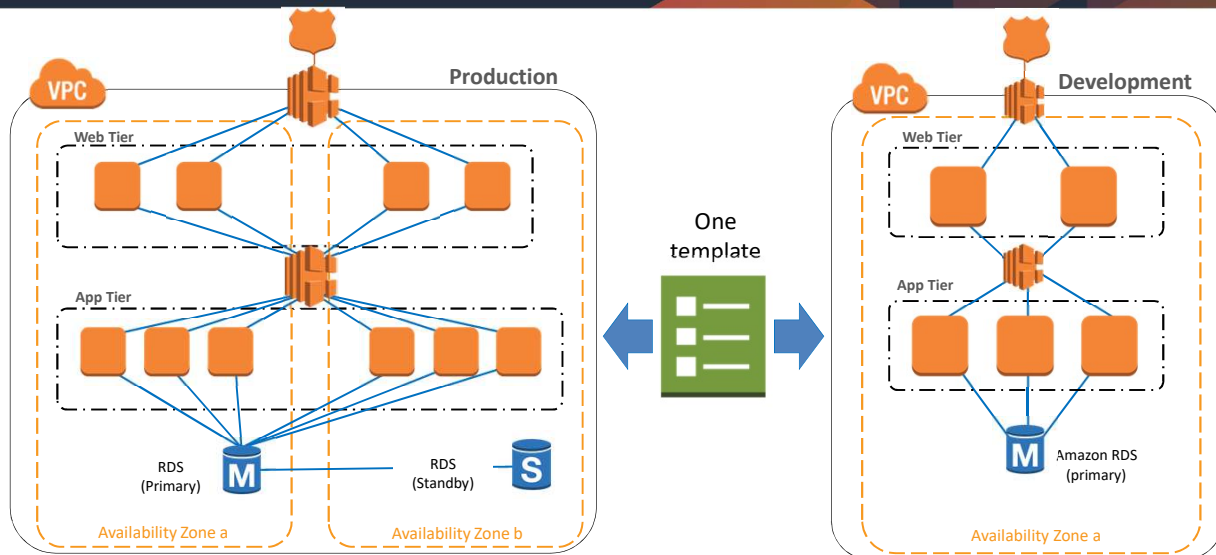 VPC
Production
Web Tier
App Tier
RDS
(Primary)
M
RDS
(Standby)
S
Availability Zone a
Availability Zone b
One
template
VPC
Development
Web Tier
App Tier
M
Amazon RDS
(primary)
Availability Zone a